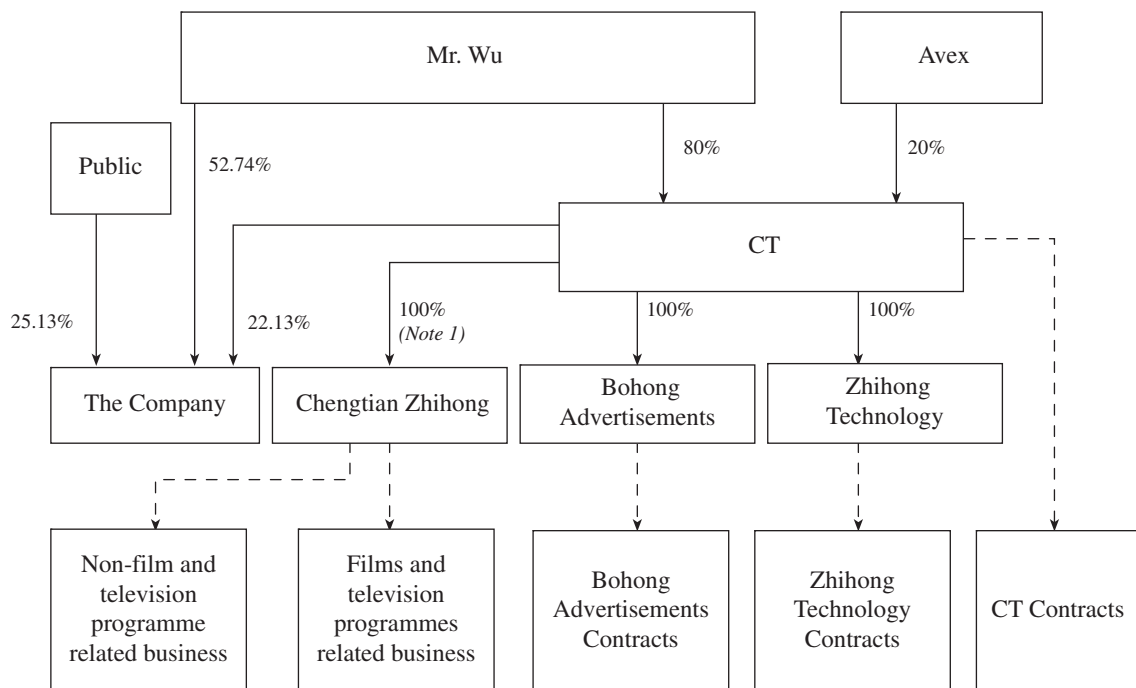 Mr. Wu
Avex
Public
52.74%
80%
20%
CT
25.13%
22.13%
100%
(Note 1)
100%
100%
The Company
Chengtian Zhihong
Bohong
Advertisements
Zhihong
Technology
Non-film and
television
programme
related business
Films and
television
programmes
related business
Bohong
Advertisements
Contracts
Zhihong
Technology
Contracts
CT Contracts